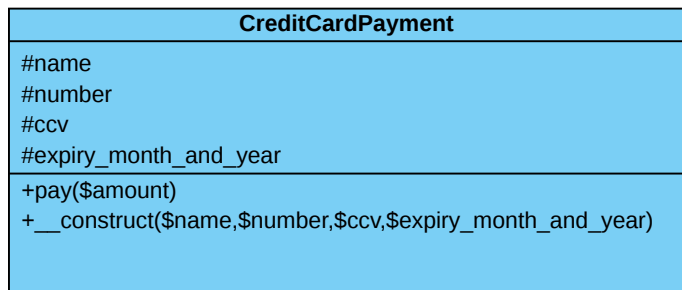 CreditCardPayment
#name
#number
#ccv
#expiry_month_and_year
+pay($amount)
+__construct($name,$number,$ccv,$expiry_month_and_year)